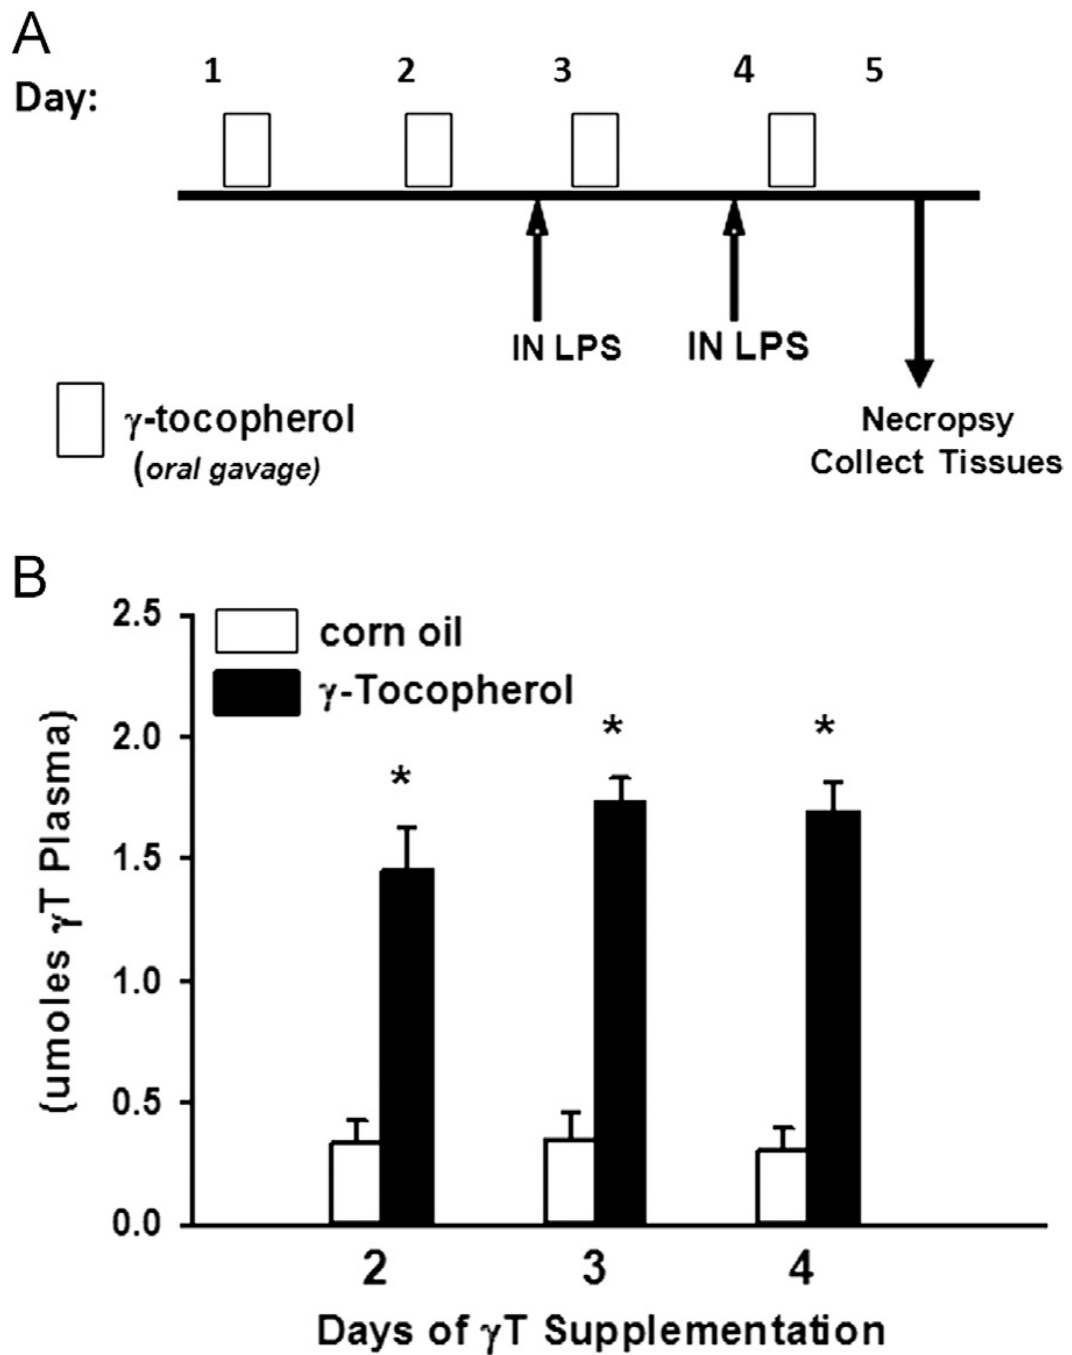 A
1 2 3 4 5
Day:
IN LPS IN LPS
γ-tocopherol
(oral gavage)
Necropsy
Collect Tissues
B
2.5
2.0
1.5
1.0
0.5
0.0
(umoles γT Plasma)
corn oil
γ-Tocopherol
* * *
2 3 4
Days of γT Supplementation